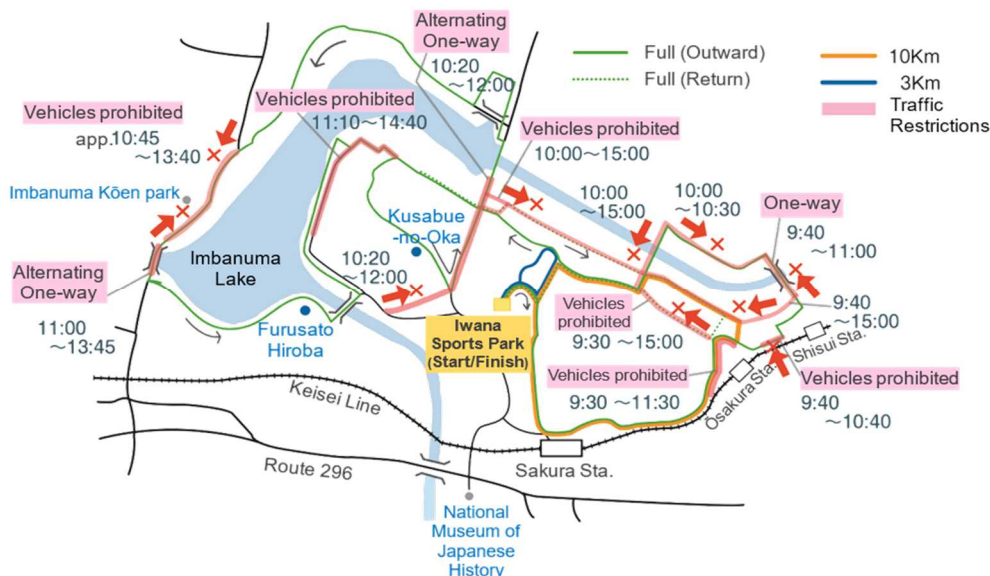 Alternating
One-way
10:20
～12:00
Full (Outward)
Full (Return)
10Km
3Km
Traffic
Restrictions
Vehicles prohibited
11:10～14:40
Vehicles prohibited
app.10:45
～13:40
Vehicles prohibited
10:00～15:00
Imbanuma Kōen park
10:00
～15:00
10:00
～10:30
One-way
9:40
～11:00
Kusabue
-no-Oka
Imbanuma
Lake
10:20
～12:00
Alternating
One-way
11:00
～13:45
Furusato
Hiroba
Iwana
Sports Park
(Start/Finish)
Vehicles
prohibited
9:30 ～15:00
9:40
～15:00
Shisui Sta.
Ōsakura Sta.
Vehicles prohibited
9:30 ～11:30
Vehicles prohibited
9:40
～10:40
Keisei Line
Route 296
Sakura Sta.
National
Museum of
Japanese
History